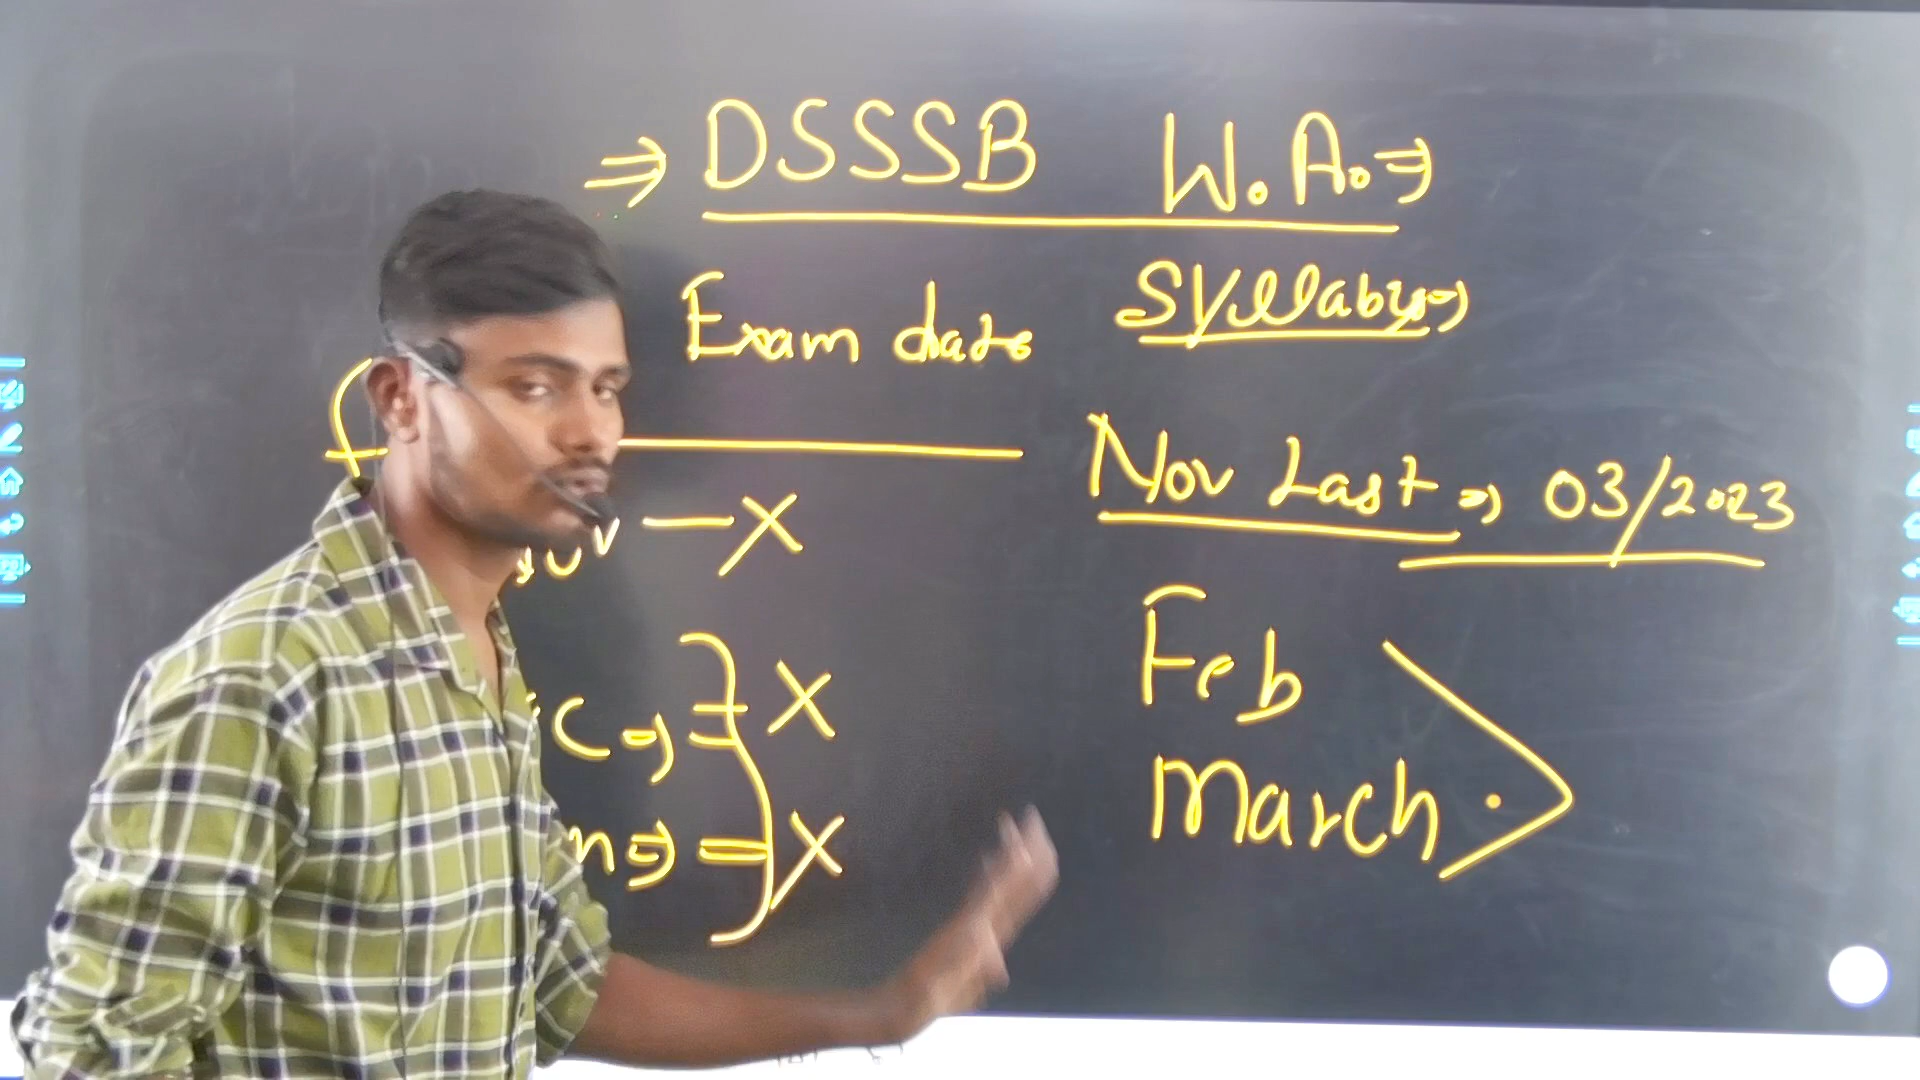 ⇒ DSSSB W.A. ⇒
Exam date Syllabus ⇒
Nov Last ⇒ 03/2023
— X
Feb
C ⇒ = X
March
n ⇒ = X